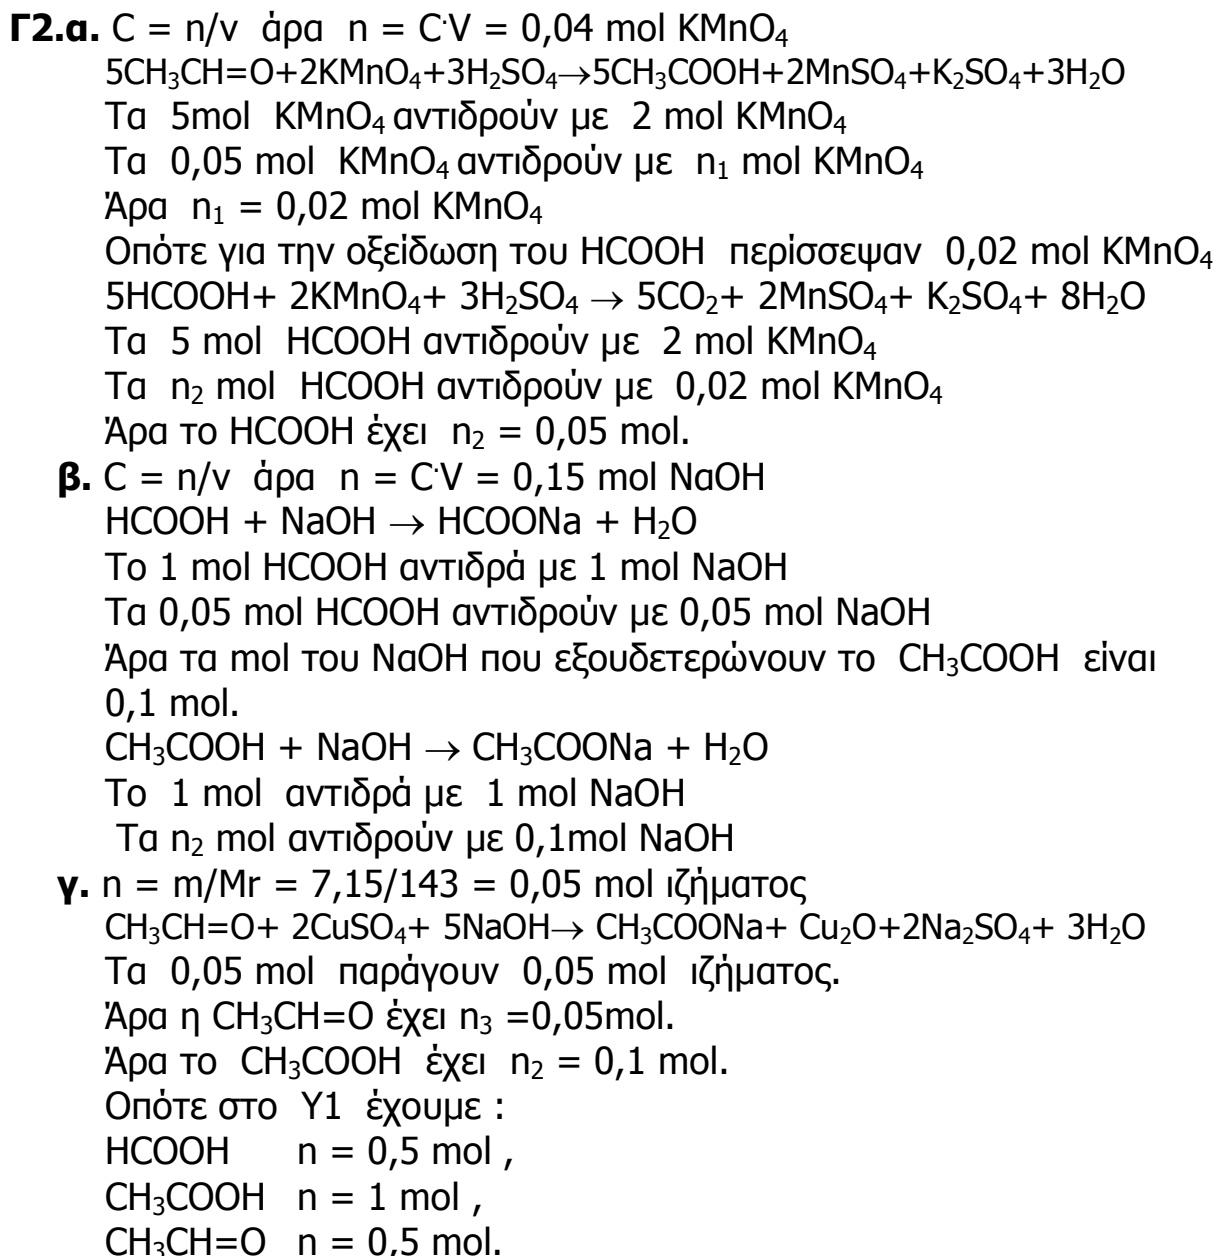 Γ2.α. C = n/v άρα n = C·V = 0,04 mol KMnO₄
5CH₃CH=O+2KMnO₄+3H₂SO₄→5CH₃COOH+2MnSO₄+K₂SO₄+3H₂O
Τα 5mol KMnO₄ αντιδρούν με 2 mol KMnO₄
Τα 0,05 mol KMnO₄ αντιδρούν με n₁ mol KMnO₄
Άρα n₁ = 0,02 mol KMnO₄
Οπότε για την οξείδωση του HCOOH περίσσεψαν 0,02 mol KMnO₄
5HCOOH+ 2KMnO₄+ 3H₂SO₄ → 5CO₂+ 2MnSO₄+ K₂SO₄+ 8H₂O
Τα 5 mol HCOOH αντιδρούν με 2 mol KMnO₄
Τα n₂ mol HCOOH αντιδρούν με 0,02 mol KMnO₄
Άρα το HCOOH έχει n₂ = 0,05 mol.
β. C = n/v άρα n = C·V = 0,15 mol NaOH
HCOOH + NaOH → HCOONa + H₂O
Το 1 mol HCOOH αντιδρά με 1 mol NaOH
Τα 0,05 mol HCOOH αντιδρούν με 0,05 mol NaOH
Άρα τα mol του NaOH που εξουδετερώνουν το CH₃COOH είναι
0,1 mol.
CH₃COOH + NaOH → CH₃COONa + H₂O
Το 1 mol αντιδρά με 1 mol NaOH
Τα n₂ mol αντιδρούν με 0,1mol NaOH
γ. n = m/Mr = 7,15/143 = 0,05 mol ιζήματος
CH₃CH=O+ 2CuSO₄+ 5NaOH→ CH₃COONa+ Cu₂O+2Na₂SO₄+ 3H₂O
Τα 0,05 mol παράγουν 0,05 mol ιζήματος.
Άρα η CH₃CH=O έχει n₃ =0,05mol.
Άρα το CH₃COOH έχει n₂ = 0,1 mol.
Οπότε στο Υ1 έχουμε :
HCOOH n = 0,5 mol ,
CH₃COOH n = 1 mol ,
CH₃CH=O n = 0,5 mol.